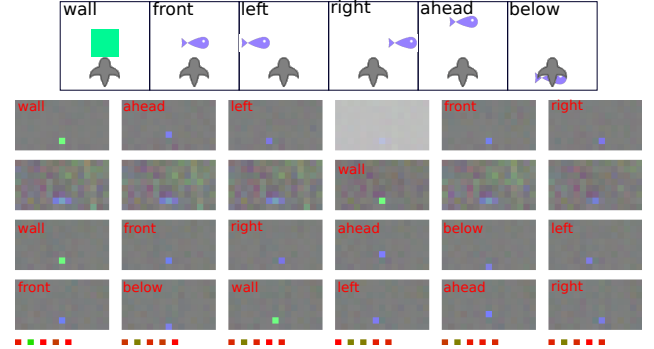 wall front left right ahead below
wall ahead left front right
wall
wall front right ahead below left
front below wall left ahead right